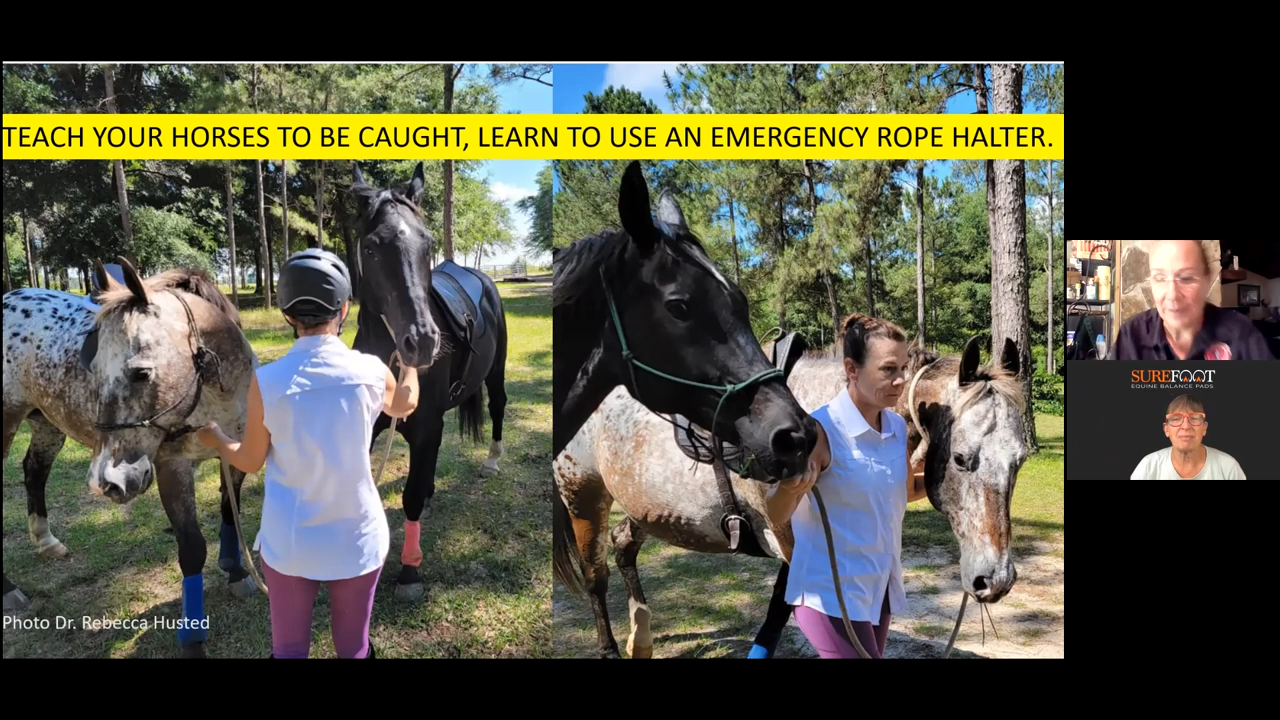 TEACH YOUR HORSES TO BE CAUGHT, LEARN TO USE AN EMERGENCY ROPE HALTER.
SUREFOOT
EQUINE BALANCE PADS
Photo Dr. Rebecca Husted